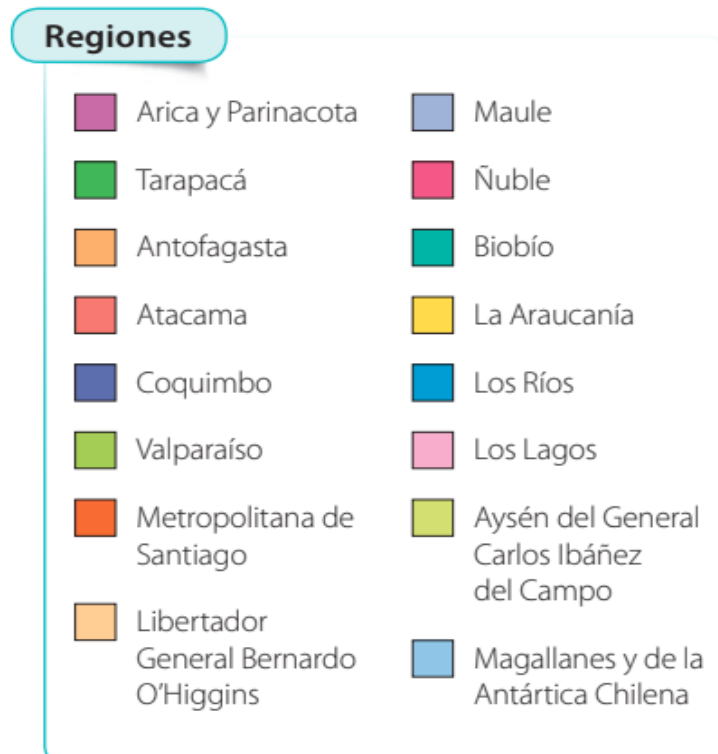 Regiones
Arica y Parinacota
Tarapacá
Antofagasta
Atacama
Coquimbo
Valparaíso
Metropolitana de
Santiago
Libertador
General Bernardo
O’Higgins
Maule
Ñuble
Biobío
La Araucanía
Los Ríos
Los Lagos
Aysén del General
Carlos Ibáñez
del Campo
Magallanes y de la
Antártica Chilena